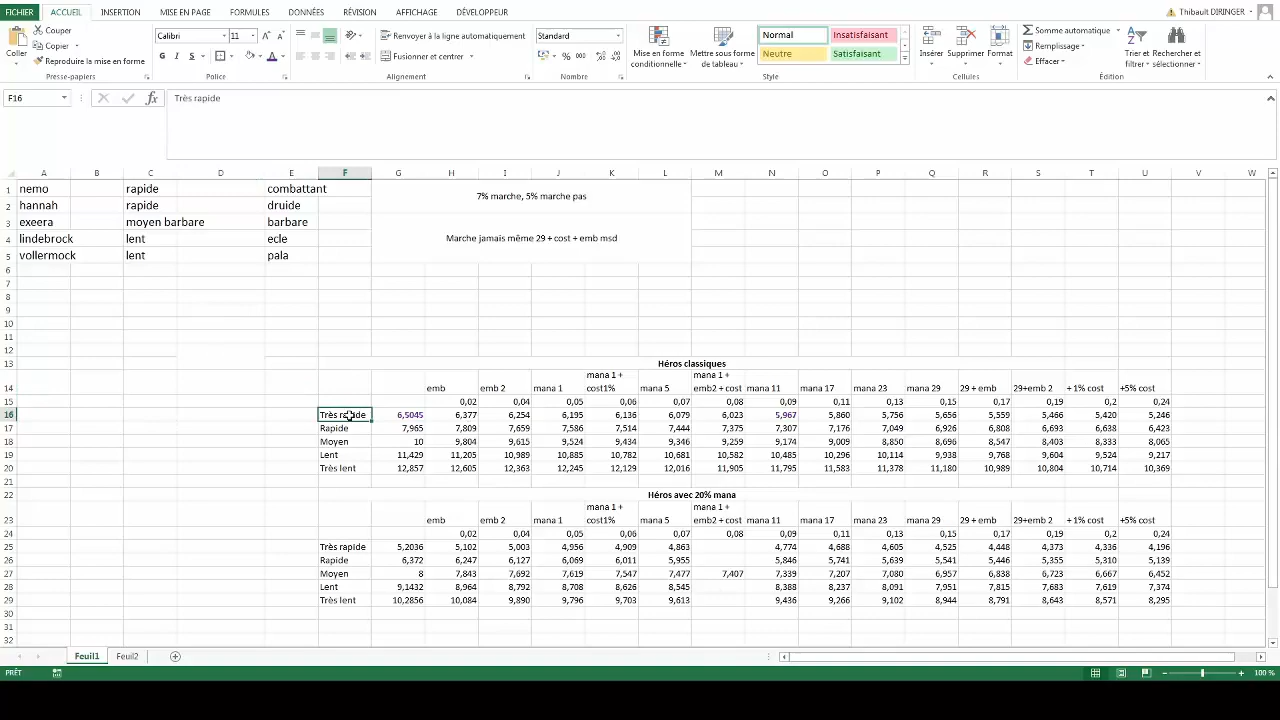 FICHIER ACCUEIL INSERTION MISE EN PAGE FORMULES DONNÉES RÉVISION AFFICHAGE DÉVELOPPEUR Thibault DIRINGER
Coller Couper Copier Reproduire la mise en forme Presse-papiers
Calibri 11 G I S A A Police
Renvoyer à la ligne automatiquement Fusionner et centrer Alignement
Standard % 000 Nombre
Mise en forme conditionnelle Mettre sous forme de tableau Normal Insatisfaisant Neutre Satisfaisant Style
Insérer Supprimer Format Cellules
Somme automatique Remplissage Effacer Trier et filtrer Rechercher et sélectionner Édition
F16 fx Très rapide
A B C D E F G H I J K L M N O P Q R S T U V W
1 nemo rapide combattant
7% marche, 5% marche pas
2 hannah rapide druide
3 exeera moyen barbare barbare
4 lindebrock lent ecle
Marche jamais même 29 + cost + emb msd
5 vollermock lent pala
6
7
8
9
10
11
12
13 Héros classiques
14 emb emb 2 mana 1 mana 1 + cost1% mana 5 mana 1 + emb2 + cost mana 11 mana 17 mana 23 mana 29 29 + emb 29+emb 2 + 1% cost +5% cost
15 0,02 0,04 0,05 0,06 0,07 0,08 0,09 0,11 0,13 0,15 0,17 0,19 0,2 0,24
16 Très rapide 6,5045 6,377 6,254 6,195 6,136 6,079 6,023 5,967 5,860 5,756 5,656 5,559 5,466 5,420 5,246
17 Rapide 7,965 7,809 7,659 7,586 7,514 7,444 7,375 7,307 7,176 7,049 6,926 6,808 6,693 6,638 6,423
18 Moyen 10 9,804 9,615 9,524 9,434 9,346 9,259 9,174 9,009 8,850 8,696 8,547 8,403 8,333 8,065
19 Lent 11,429 11,205 10,989 10,885 10,782 10,681 10,582 10,485 10,296 10,114 9,938 9,768 9,604 9,524 9,217
20 Très lent 12,857 12,605 12,363 12,245 12,129 12,016 11,905 11,795 11,583 11,378 11,180 10,989 10,804 10,714 10,369
21
22 Héros avec 20% mana
23 emb emb 2 mana 1 mana 1 + cost1% mana 5 mana 1 + emb2 + cost mana 11 mana 17 mana 23 mana 29 29 + emb 29+emb 2 + 1% cost +5% cost
24 0,02 0,04 0,05 0,06 0,07 0,08 0,09 0,11 0,13 0,15 0,17 0,19 0,2 0,24
25 Très rapide 5,2036 5,102 5,003 4,956 4,909 4,863 4,774 4,688 4,605 4,525 4,448 4,373 4,336 4,196
26 Rapide 6,372 6,247 6,127 6,069 6,011 5,955 5,846 5,741 5,639 5,541 5,446 5,355 5,310 5,139
27 Moyen 8 7,843 7,692 7,619 7,547 7,477 7,407 7,339 7,207 7,080 6,957 6,838 6,723 6,667 6,452
28 Lent 9,1432 8,964 8,792 8,708 8,626 8,545 8,388 8,237 8,091 7,951 7,815 7,683 7,619 7,374
29 Très lent 10,2856 10,084 9,890 9,796 9,703 9,613 9,436 9,266 9,102 8,944 8,791 8,643 8,571 8,295
30
31
32
Feuil1 Feuil2
PRÊT 100 %